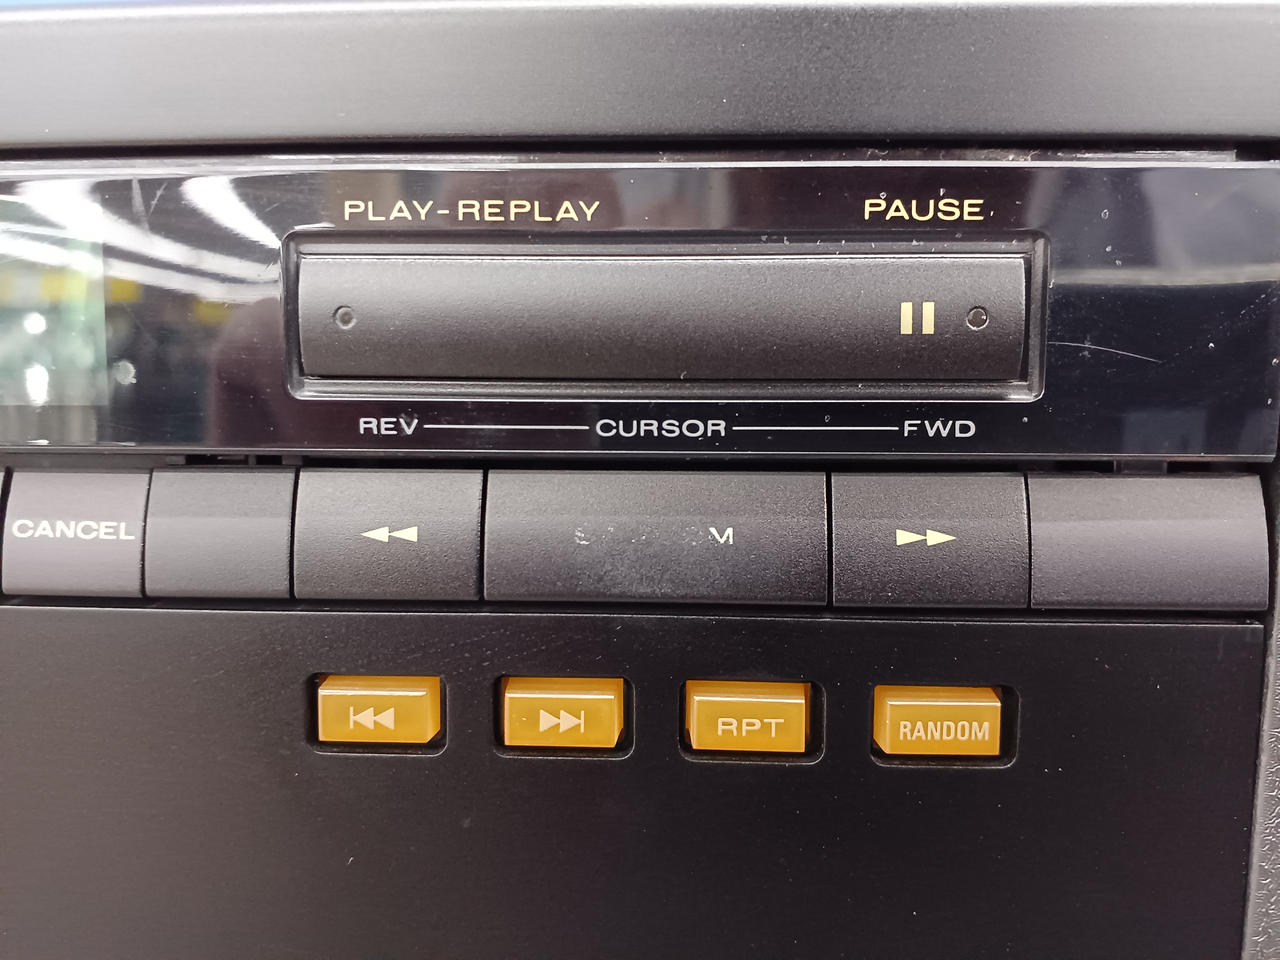 PLAY-REPLAY PAUSE
REV CURSOR FWD
CANCEL
RPT RANDOM